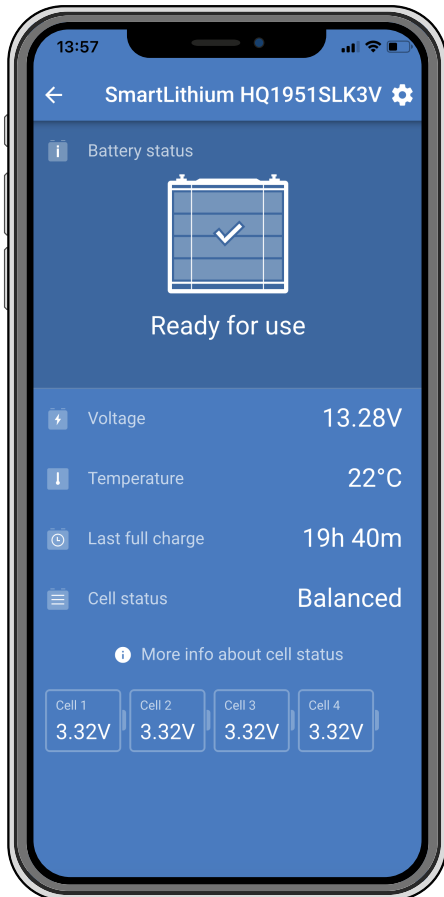 13:57
SmartLithium HQ1951SLK3V
Battery status
Ready for use
Voltage 13.28V
Temperature 22°C
Last full charge 19h 40m
Cell status Balanced
More info about cell status
Cell 1 Cell 2 Cell 3 Cell 4
3.32V 3.32V 3.32V 3.32V